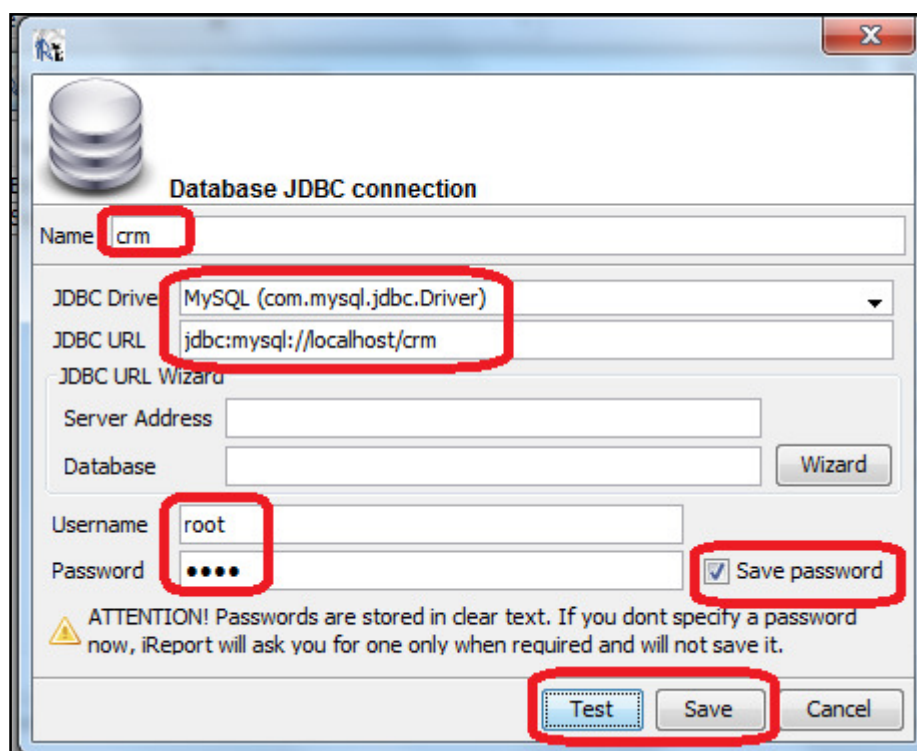 Database JDBC connection
Name crm
JDBC Drive MySQL (com.mysql.jdbc.Driver)
JDBC URL jdbc:mysql://localhost/crm
JDBC URL Wizard
Server Address
Database Wizard
Username root
Password ●●●● Save password
ATTENTION! Passwords are stored in clear text. If you dont specify a password
now, iReport will ask you for one only when required and will not save it.
Test Save Cancel